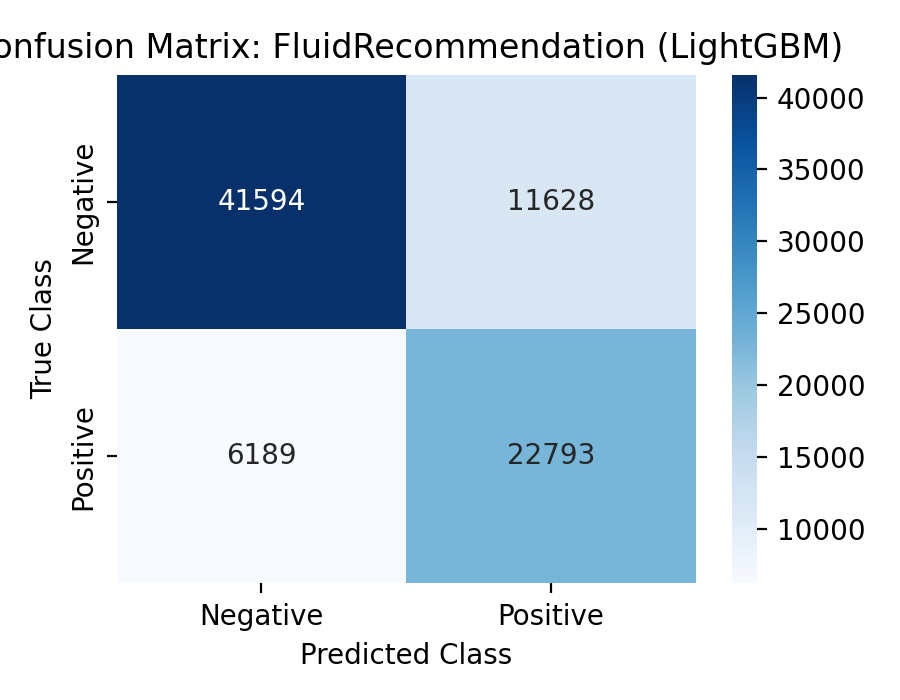 onfusion Matrix: FluidRecommendation (LightGBM)
41594
11628
6189
22793
Negative
Positive
True Class
Negative
Positive
Predicted Class
40000
35000
30000
25000
20000
15000
10000